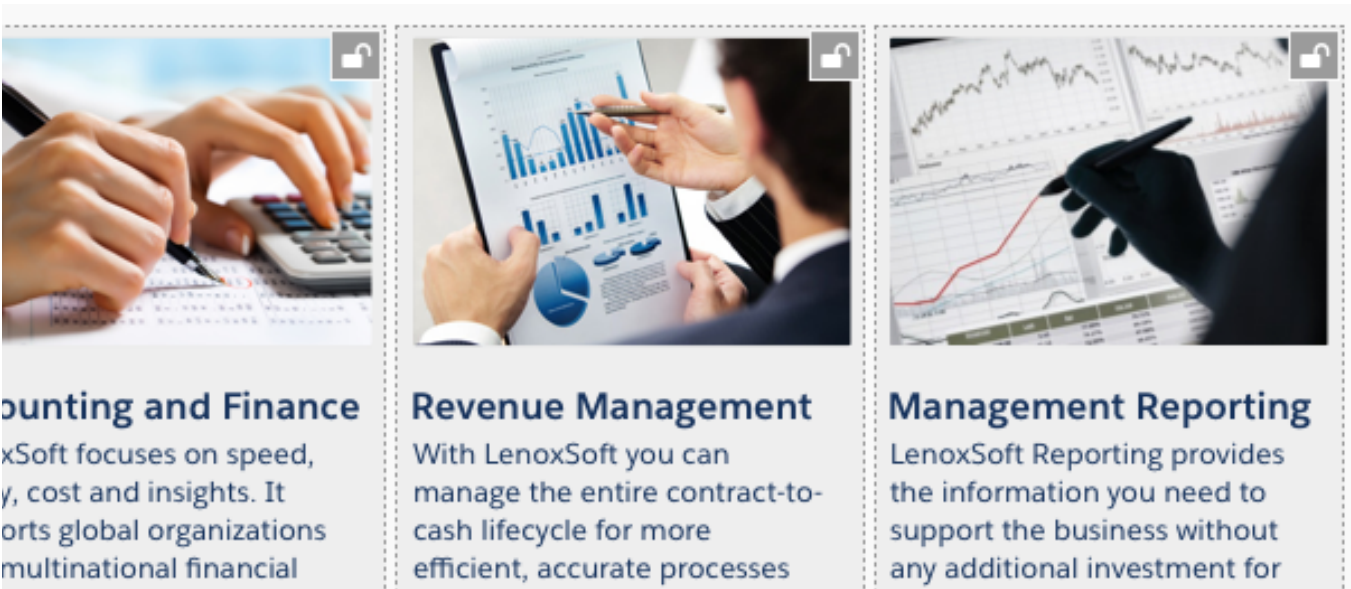 ounting and Finance
xSoft focuses on speed,
y, cost and insights. It
orts global organizations
multinational financial
Revenue Management
With LenoxSoft you can
manage the entire contract-to-
cash lifecycle for more
efficient, accurate processes
Management Reporting
LenoxSoft Reporting provides
the information you need to
support the business without
any additional investment for